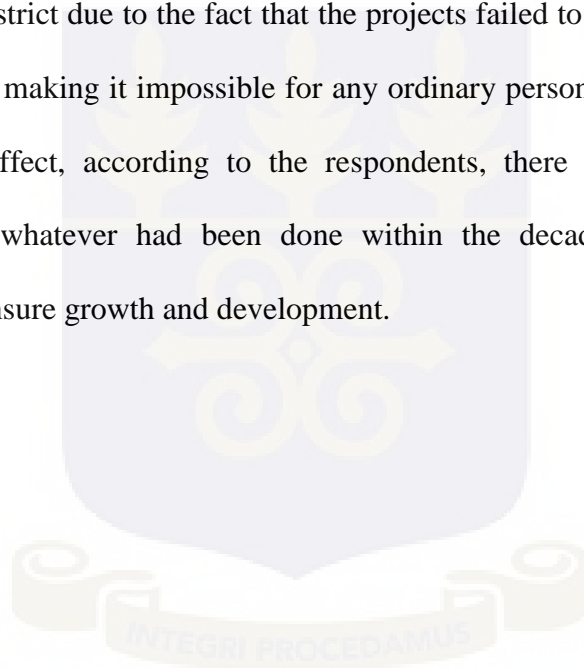 strict due to the fact that the projects failed to
making it impossible for any ordinary person
ffect, according to the respondents, there
whatever had been done within the decad
nsure growth and development.
INTEGRI PROCEDAMUS